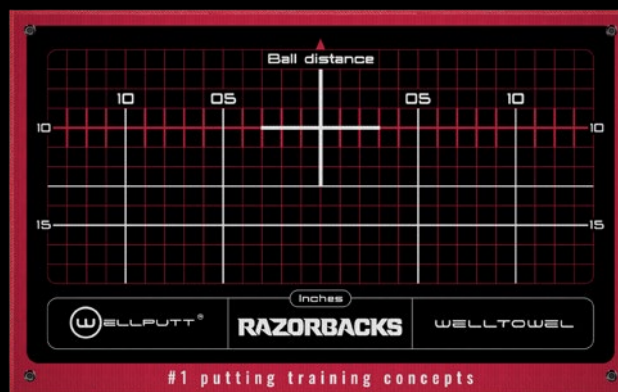 Ball distance
10 05 05 10
10 10
15 15
Inches
WELLPUTT®
RAZORBACKS
WELLTOWEL
#1 putting training concepts